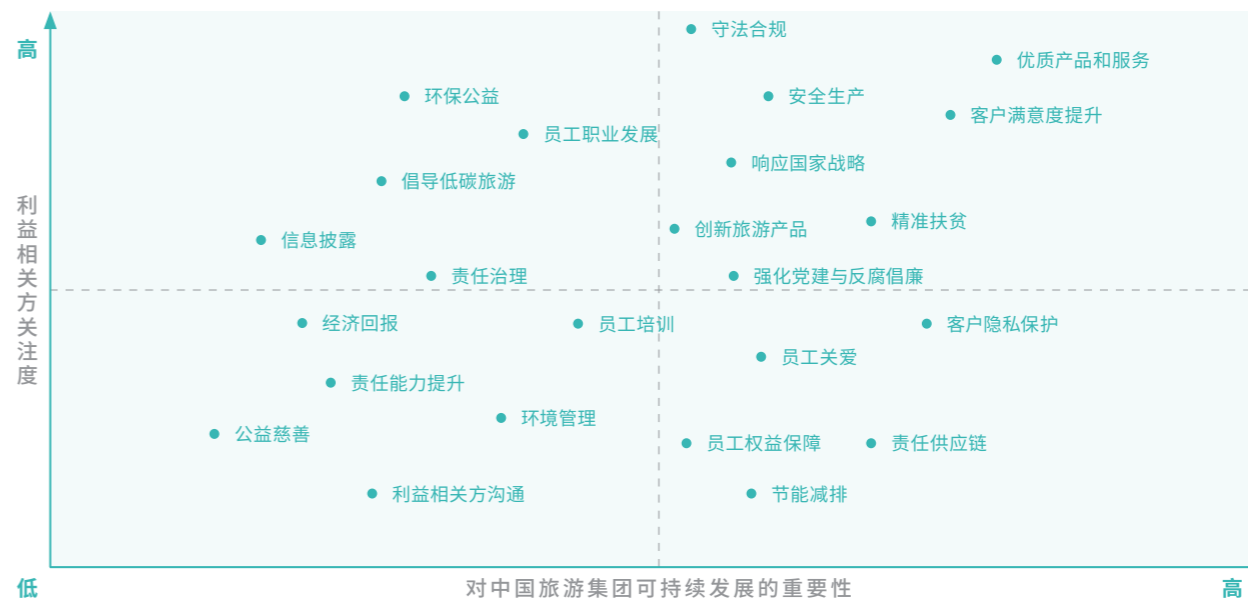 高
守法合规
优质产品和服务
环保公益
安全生产
客户满意度提升
员工职业发展
响应国家战略
倡导低碳旅游
利益相关方关注度
精准扶贫
创新旅游产品
信息披露
责任治理
强化党建与反腐倡廉
经济回报
员工培训
客户隐私保护
员工关爱
责任能力提升
环境管理
公益慈善
员工权益保障
责任供应链
利益相关方沟通
节能减排
低
对中国旅游集团可持续发展的重要性
高